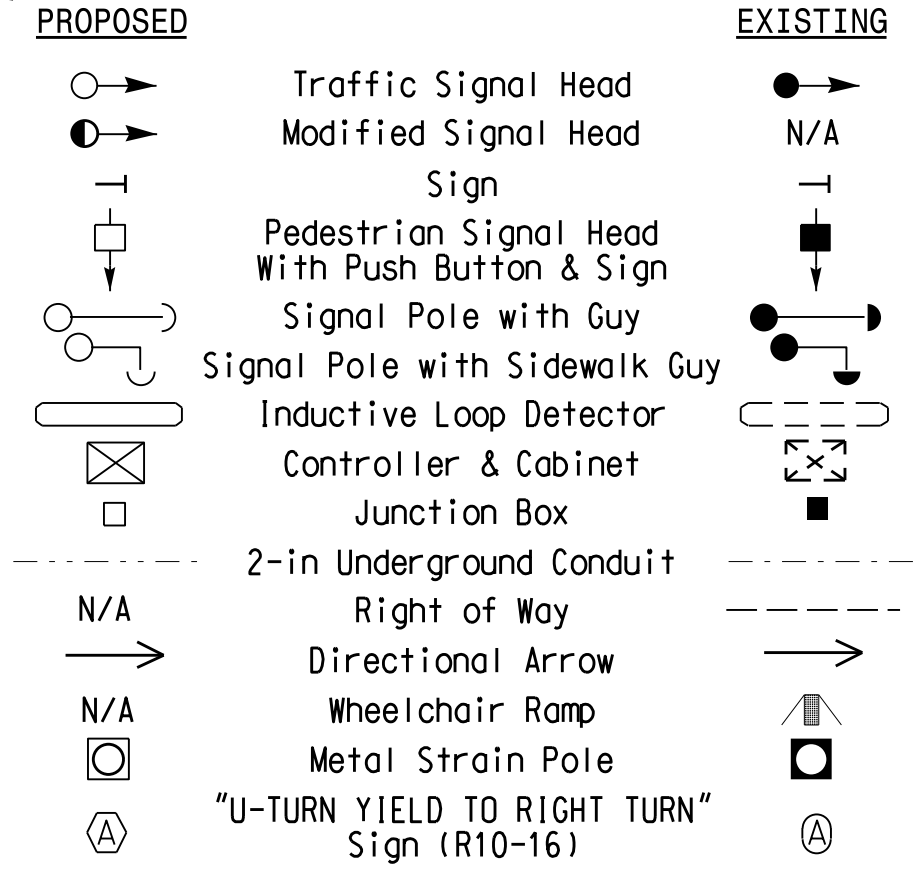 PROPOSED EXISTING
Traffic Signal Head
Modified Signal Head N/A
Sign
Pedestrian Signal Head
With Push Button & Sign
Signal Pole with Guy
Signal Pole with Sidewalk Guy
Inductive Loop Detector
Controller & Cabinet
Junction Box
2-in Underground Conduit
N/A Right of Way
Directional Arrow
N/A Wheelchair Ramp
Metal Strain Pole
"U-TURN YIELD TO RIGHT TURN"
A Sign (R10-16) A